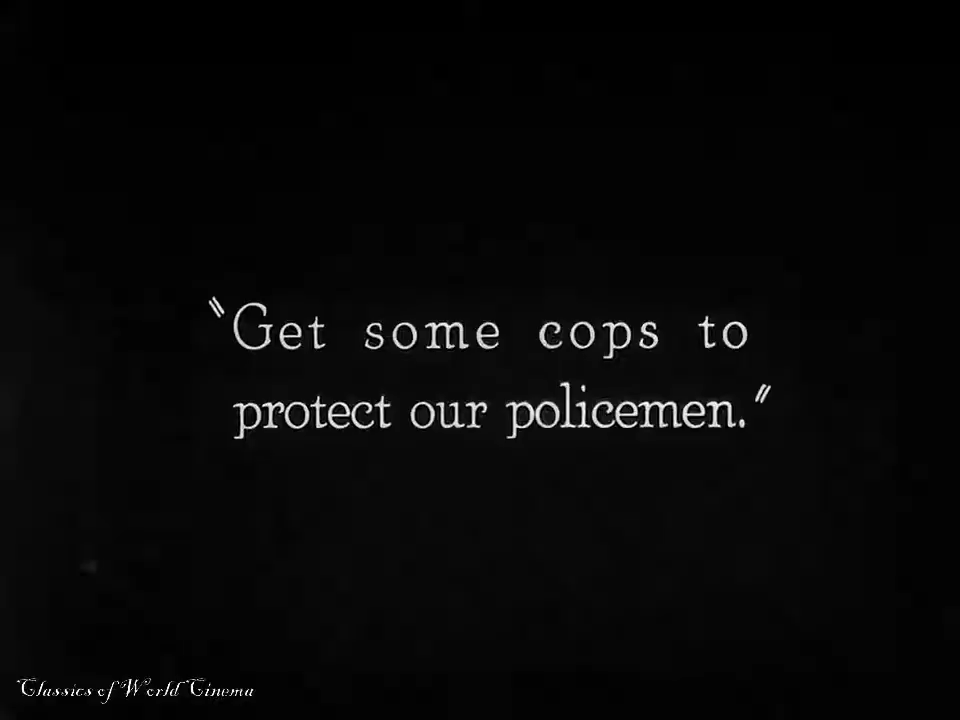 "Get some cops to
protect our policemen."
Classics of World Cinema